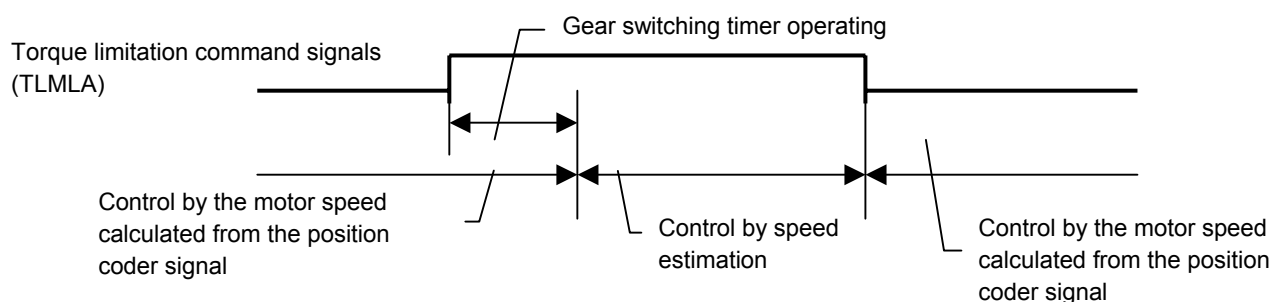 Gear switching timer operating
Torque limitation command signals
(TLMLA)
Control by the motor speed
calculated from the position
coder signal
Control by speed
estimation
Control by the motor speed
calculated from the position
coder signal